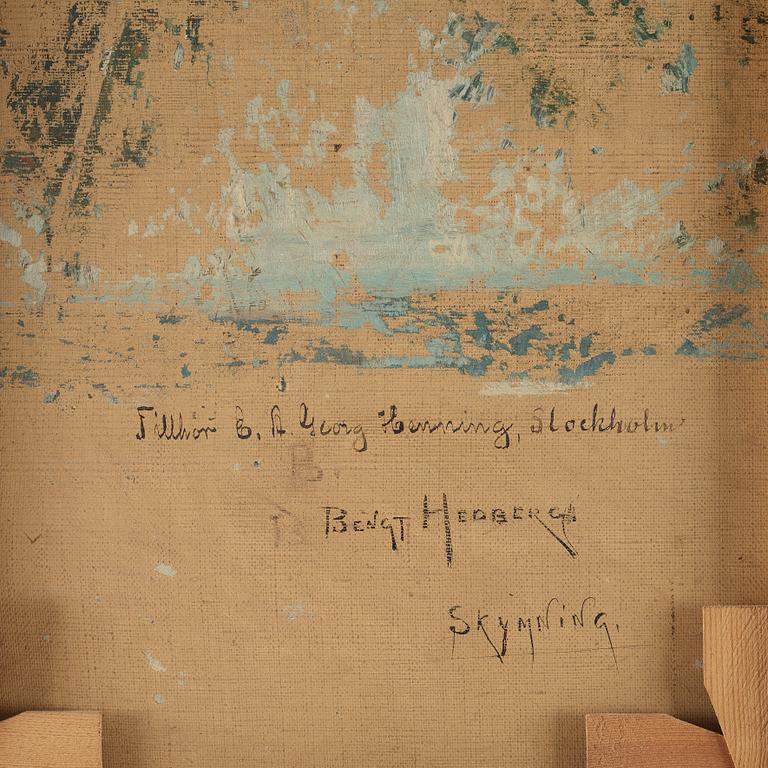 Tillhör E. A. Georg Henning, Stockholm
BENGT HEDBERG
SKYMNING.